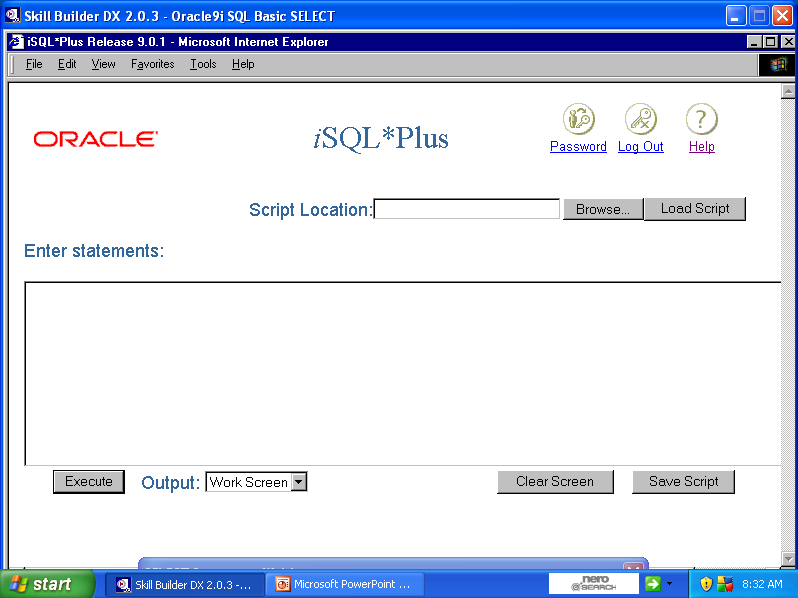 Skill Builder DX 2.0.3 - Oracle9i SQL Basic SELECT
iSQL*Plus Release 9.0.1 - Microsoft Internet Explorer
File Edit View Favorites Tools Help
ORACLE
iSQL*Plus
Password Log Out Help
Script Location: Browse... Load Script
Enter statements:
Execute Output: Work Screen Clear Screen Save Script
start Skill Builder DX 2.0.3 -... Microsoft PowerPoint ... nero @SEARCH 8:32 AM